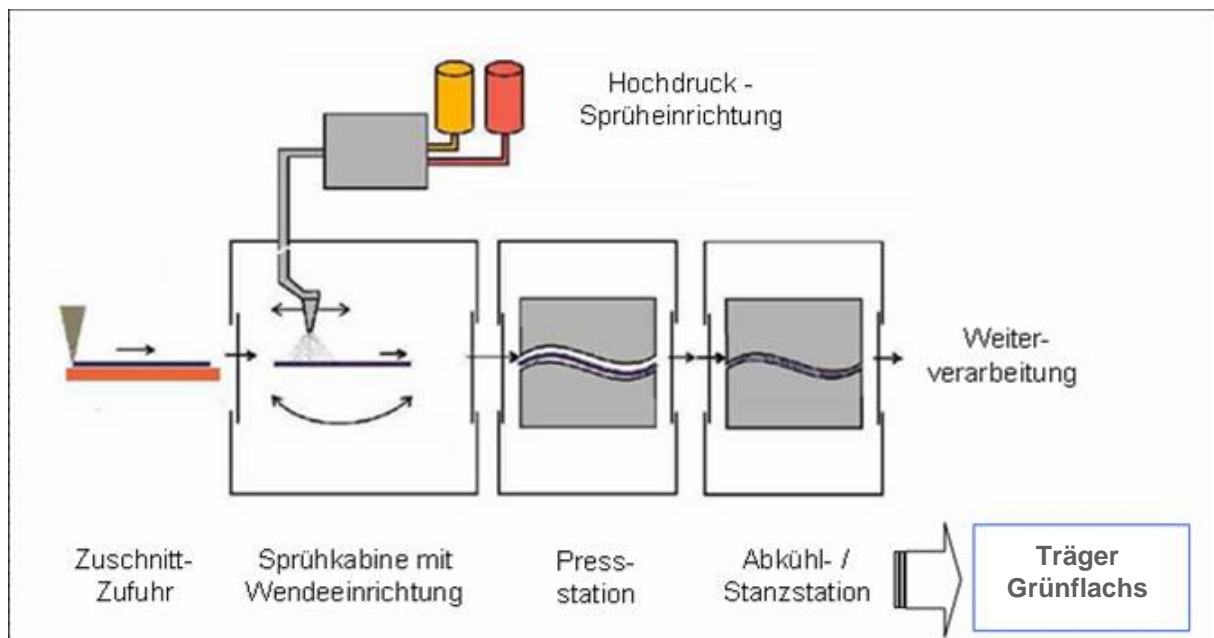 Hochdruck -
Sprüheinrichtung
Weiter-
verarbeitung
Zuschnitt-
Zufuhr
Sprühkabine mit
Wendeeinrichtung
Press-
station
Abkühl- /
Stanzstation
Träger
Grünflachs